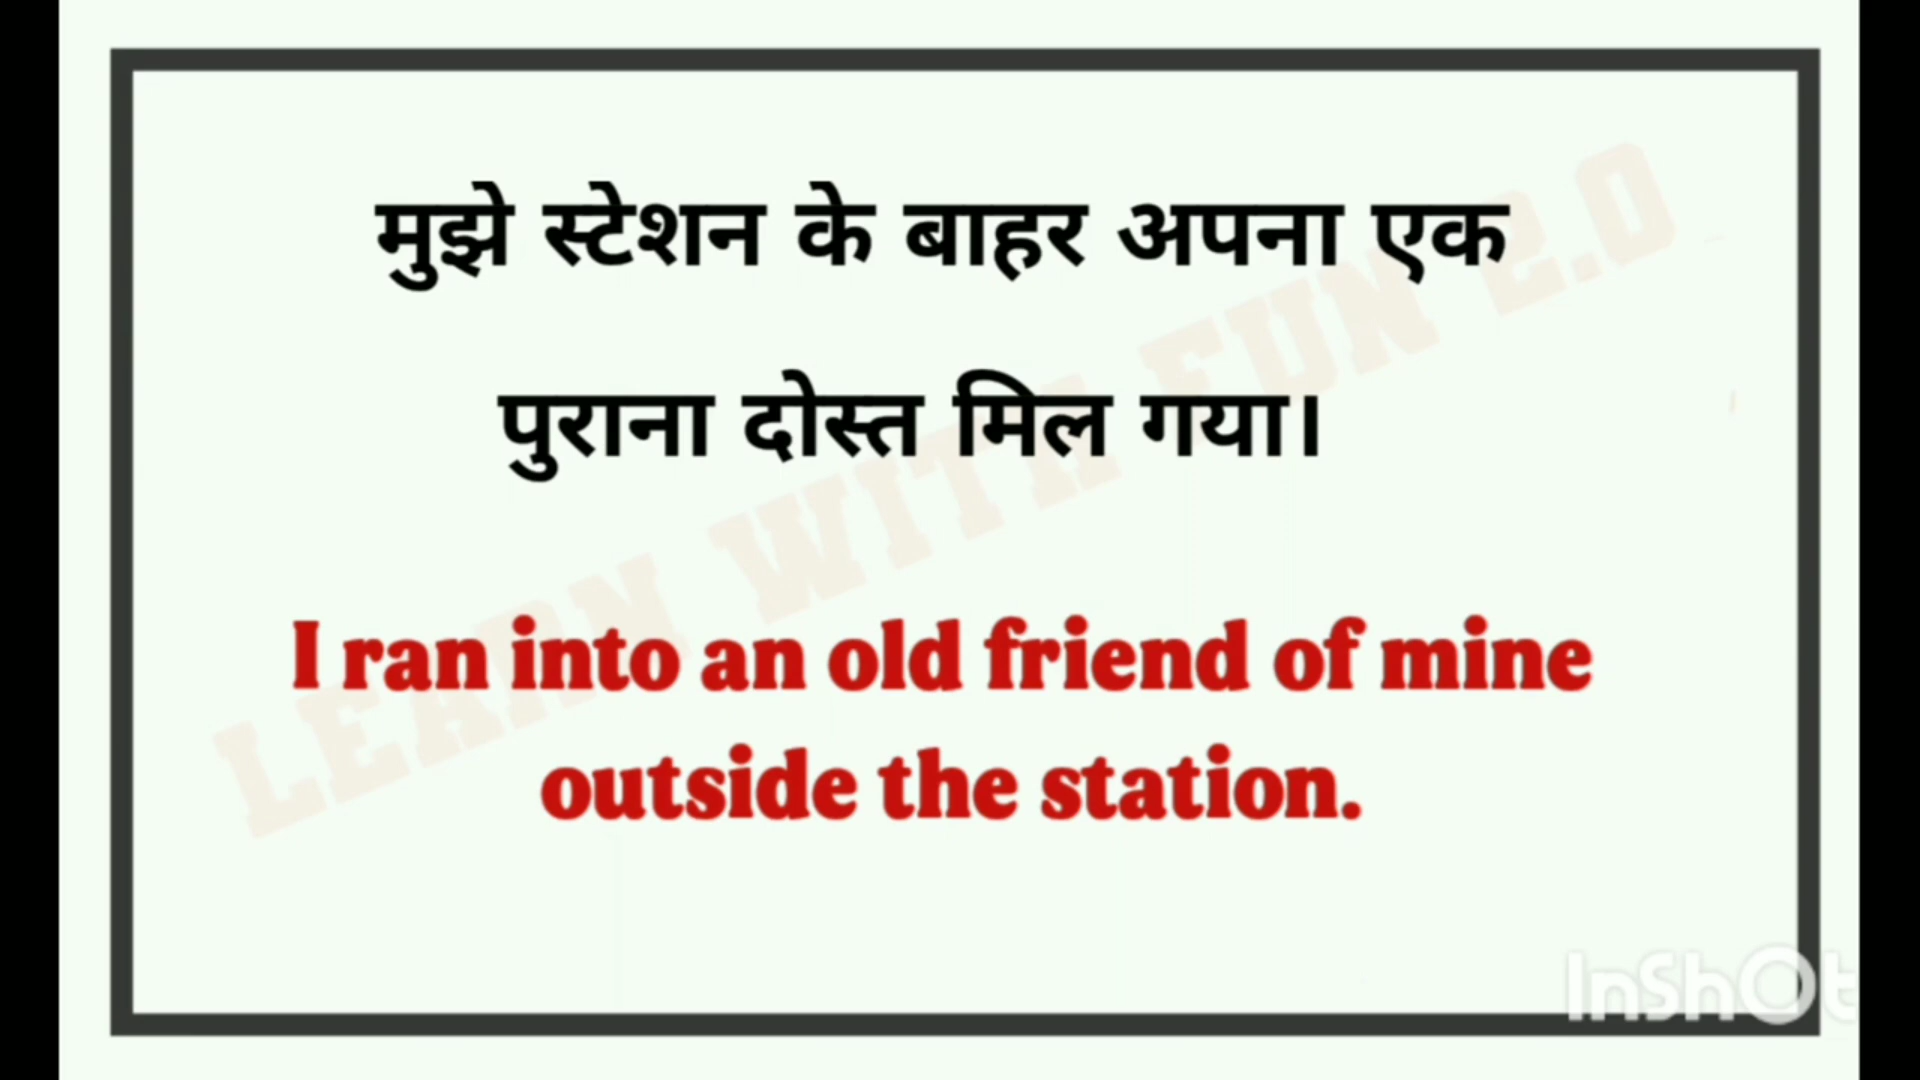 मुझे स्टेशन के बाहर अपना एक
पुराना दोस्त मिल गया।
I ran into an old friend of mine
outside the station.
LEARN WITH FUN 2.0
InShOt